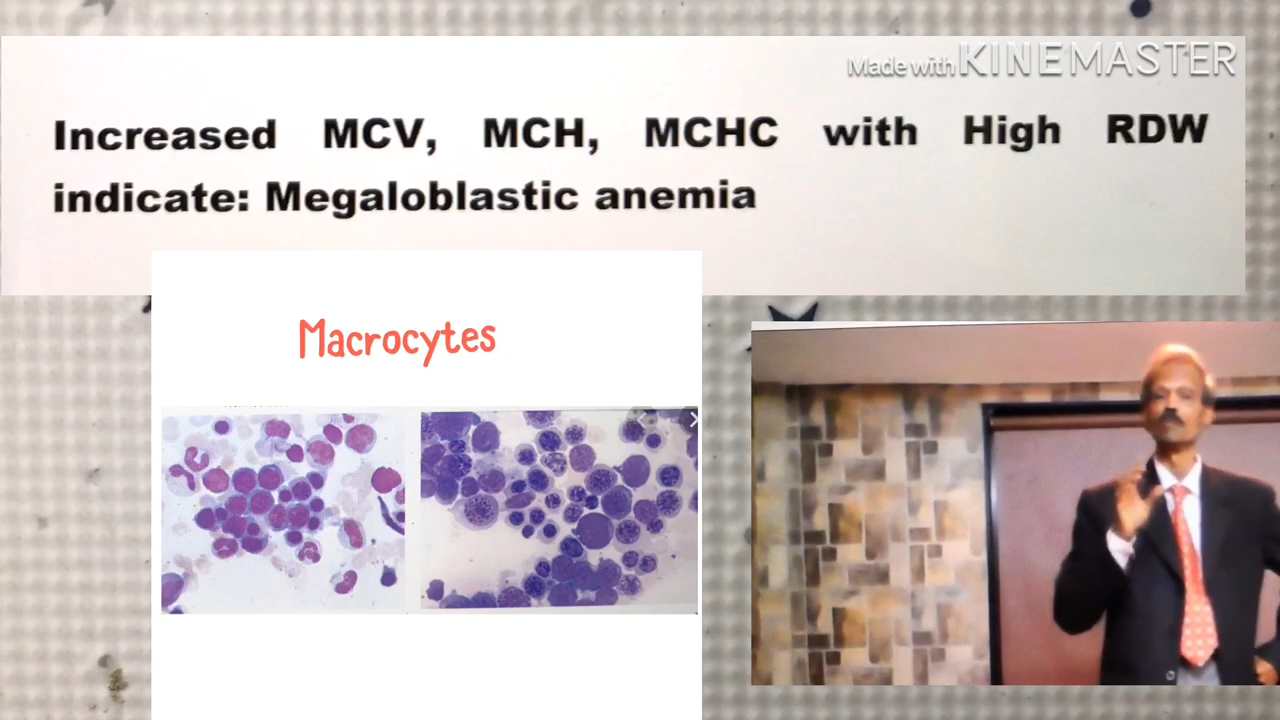 Made with KINEMASTER
Increased MCV, MCH, MCHC with High RDW
indicate: Megaloblastic anemia
Macrocytes